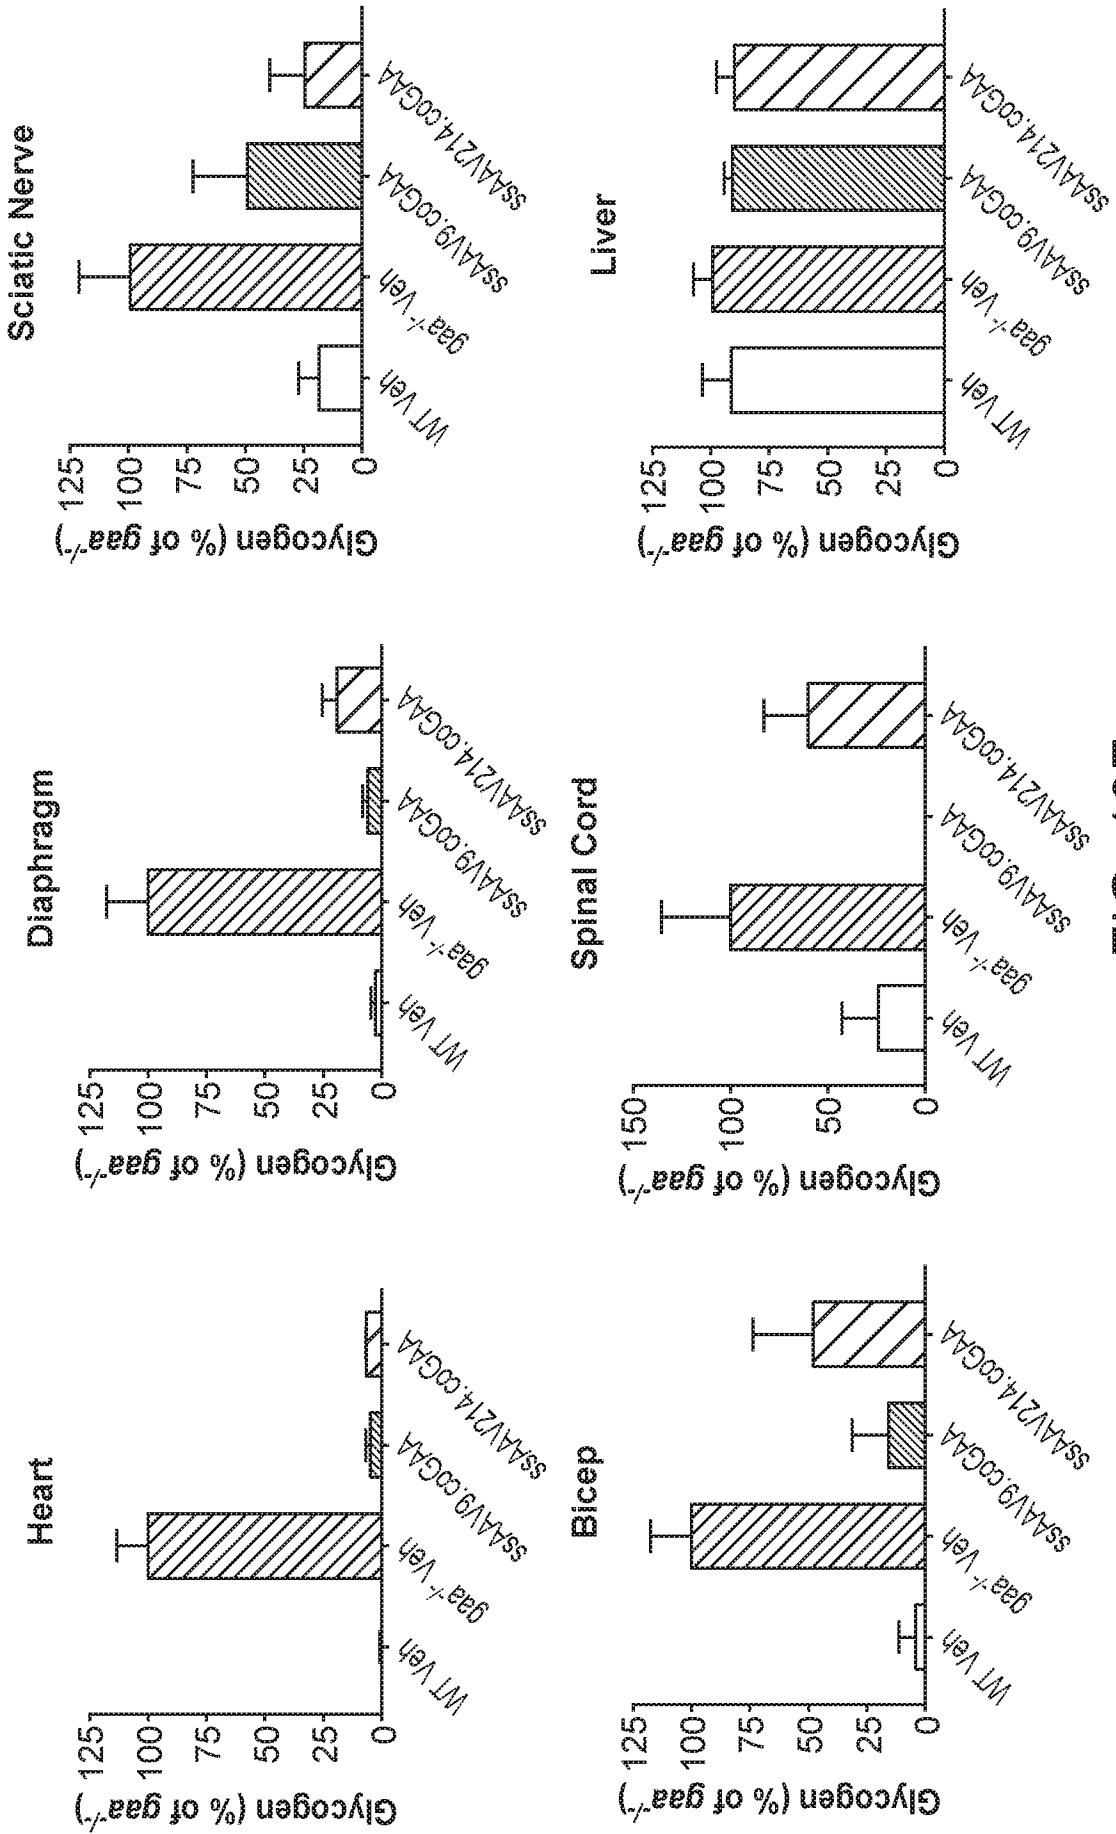 Heart
Glycogen (% of gaa-/-)
125
100
75
50
25
0
WT Veh
gaa-/- Veh
ssAAV9.coGAA
ssAAV214.coGAA
Diaphragm
Glycogen (% of gaa-/-)
125
100
75
50
25
0
WT Veh
gaa-/- Veh
ssAAV9.coGAA
ssAAV214.coGAA
Sciatic Nerve
Glycogen (% of gaa-/-)
125
100
75
50
25
0
WT Veh
gaa-/- Veh
ssAAV9.coGAA
ssAAV214.coGAA
Bicep
Glycogen (% of gaa-/-)
125
100
75
50
25
0
WT Veh
gaa-/- Veh
ssAAV9.coGAA
ssAAV214.coGAA
Spinal Cord
Glycogen (% of gaa-/-)
150
100
50
0
WT Veh
gaa-/- Veh
ssAAV9.coGAA
ssAAV214.coGAA
Liver
Glycogen (% of gaa-/-)
125
100
75
50
25
0
WT Veh
gaa-/- Veh
ssAAV9.coGAA
ssAAV214.coGAA